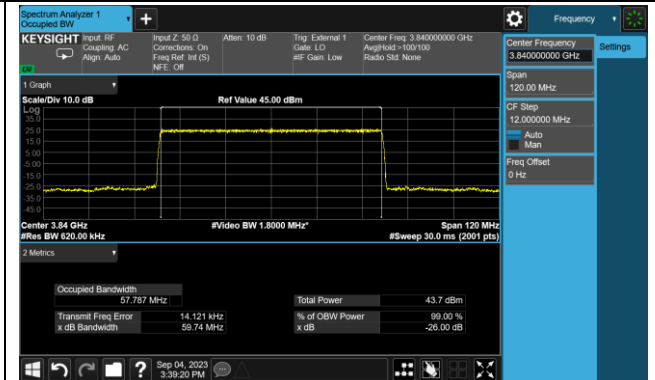 Spectrum Analyzer 1
Occupied BW
Frequency
KEYSIGHT
Input: RF
Coupling: AC
Align: Auto
Input Z: 50 Ω
Corrections: On
Freq Ref: Int (S)
NFE: Off
Atten: 10 dB
Trig: External 1
Gate: LO
#IF Gain: Low
Center Freq: 3.840000000 GHz
Avg|Hold:>100/100
Radio Std: None
Center Frequency
3.840000000 GHz
Settings
Span
120.00 MHz
CF Step
12.000000 MHz
Auto
Man
Freq Offset
0 Hz
1 Graph
Scale/Div 10.0 dB
Ref Value 45.00 dBm
Log
35.0
25.0
15.0
5.00
-5.00
-15.0
-25.0
-35.0
-45.0
Center 3.84 GHz
#Video BW 1.8000 MHz*
Span 120 MHz
#Res BW 620.00 kHz
#Sweep 30.0 ms (2001 pts)
2 Metrics
Occupied Bandwidth
57.787 MHz
Total Power
43.7 dBm
Transmit Freq Error
14.121 kHz
% of OBW Power
99.00 %
x dB Bandwidth
59.74 MHz
x dB
-26.00 dB
?
Sep 04, 2023
3:39:20 PM